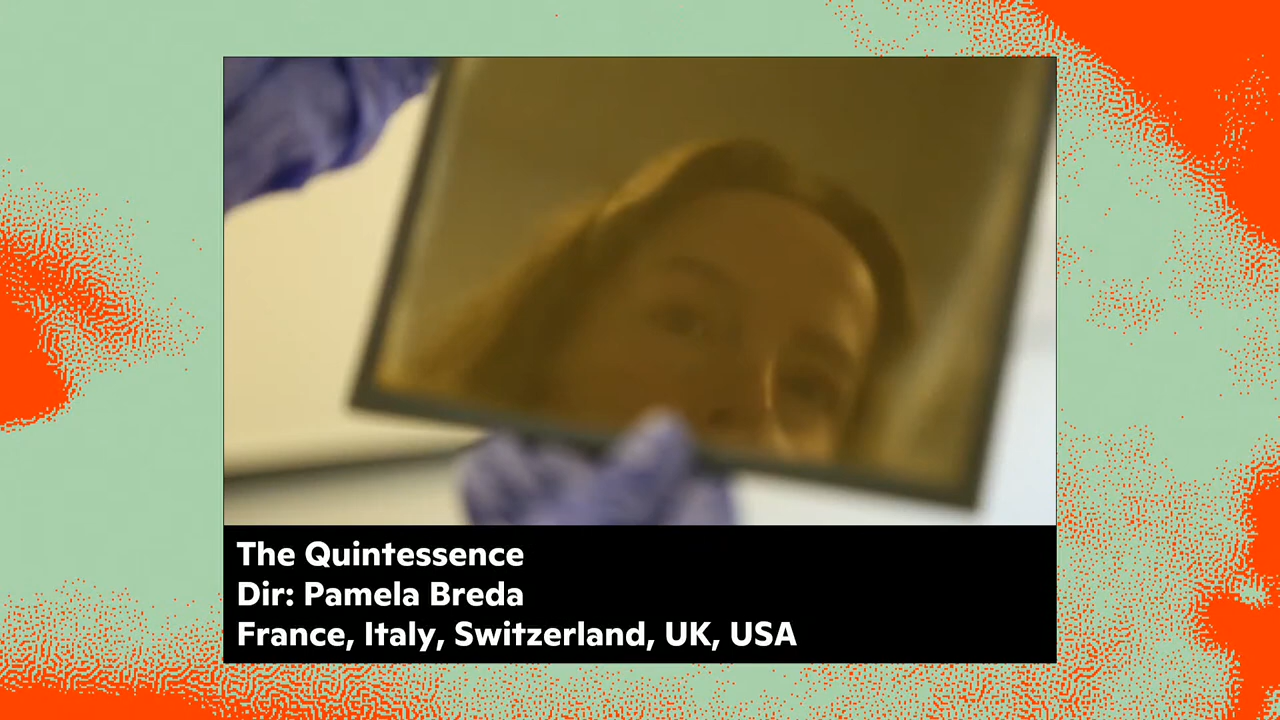 The Quintessence
Dir: Pamela Breda
France, Italy, Switzerland, UK, USA